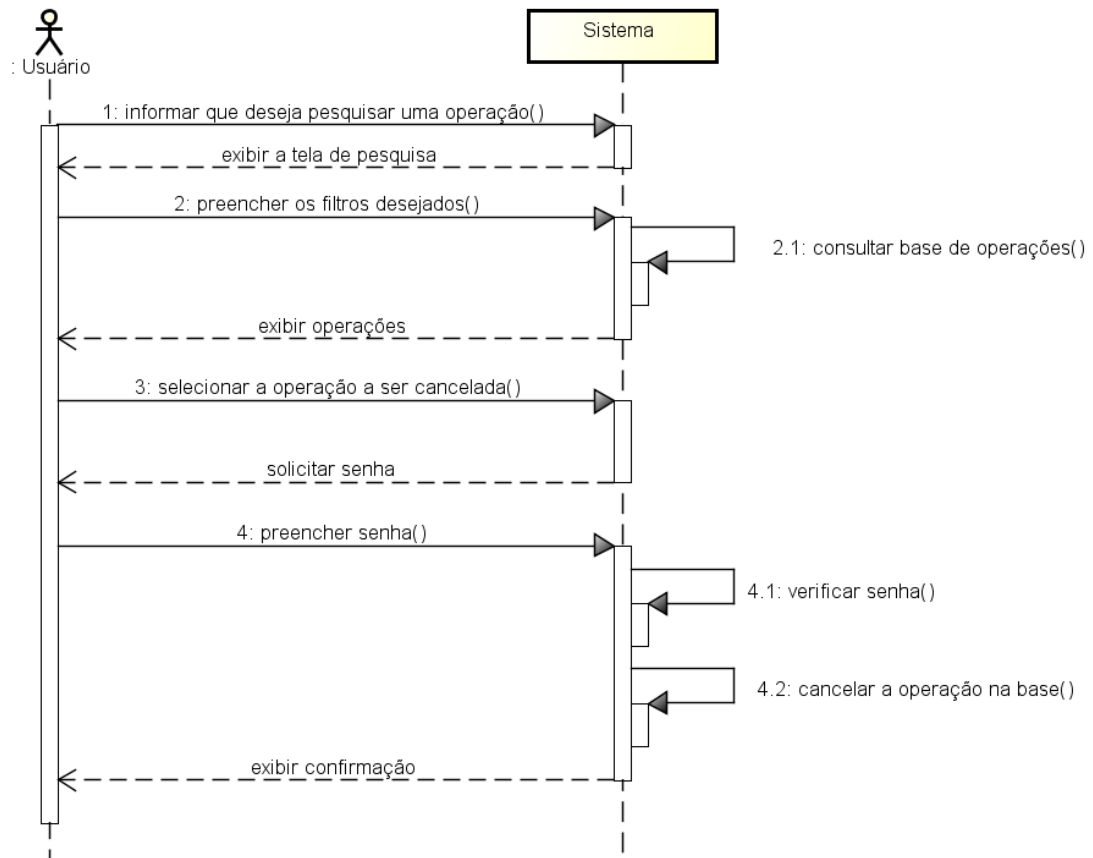 Sistema
: Usuário
1: informar que deseja pesquisar uma operação()
exibir a tela de pesquisa
2: preencher os filtros desejados()
2.1: consultar base de operações()
exibir operações
3: selecionar a operação a ser cancelada()
solicitar senha
4: preencher senha()
4.1: verificar senha()
4.2: cancelar a operação na base()
exibir confirmação